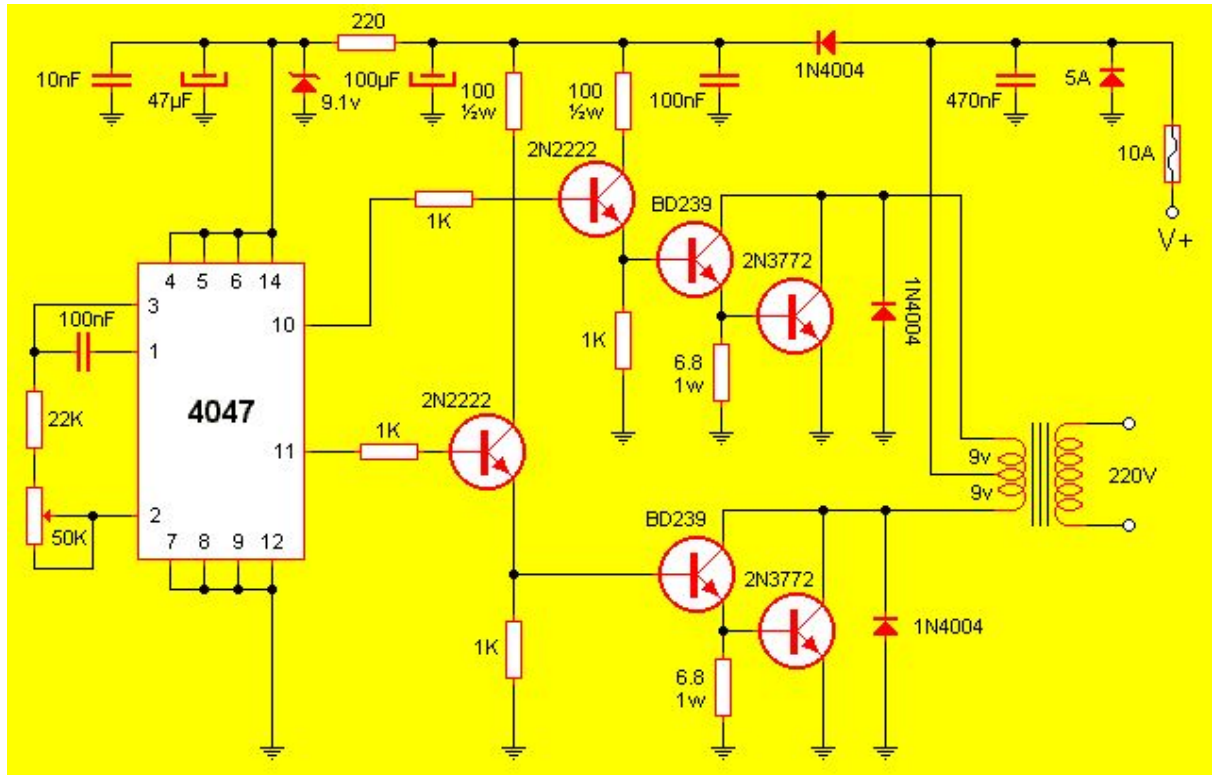 220
10nF
47µF
9.1v
100µF
100
½w
100
½w
100nF
1N4004
470nF
5A
10A
V+
2N2222
1K
BD239
2N3772
1N4004
4 5 6 14
3
100nF
10
1
1K
6.8
1w
22K
4047
2N2222
1K
11
9v
9v
220V
2
50K
7 8 9 12
BD239
2N3772
1K
1N4004
6.8
1w